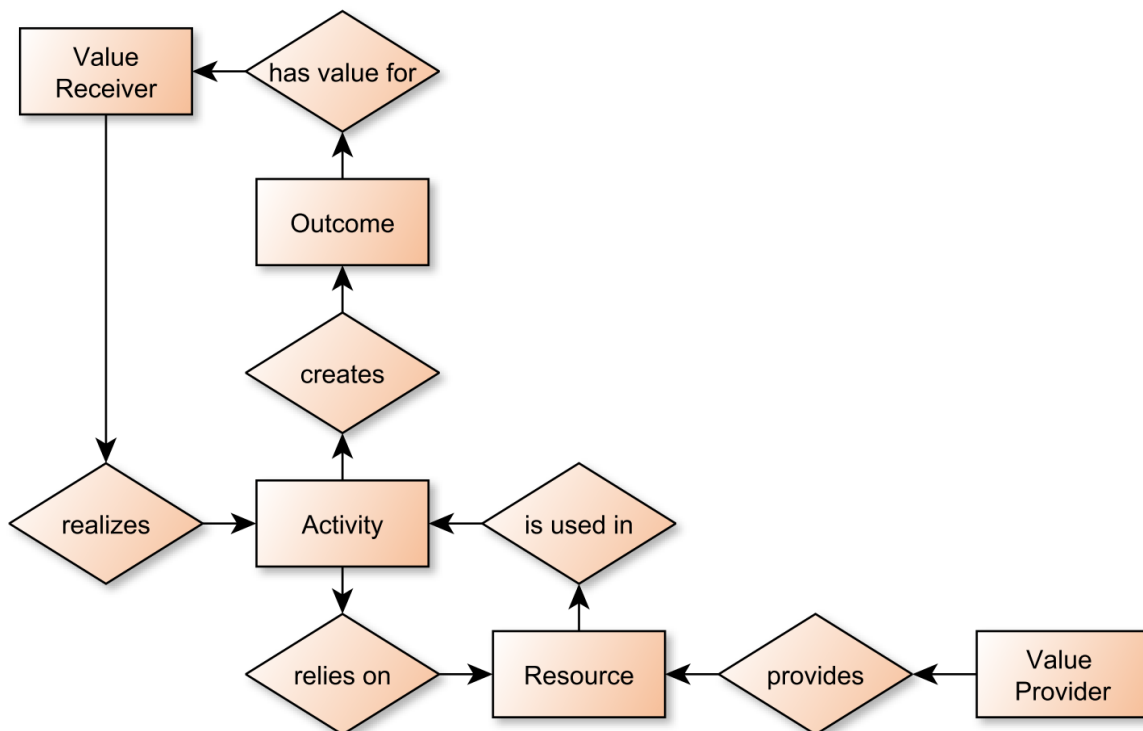 Value
Receiver
has value for
Outcome
creates
realizes
Activity
is used in
relies on
Resource
provides
Value
Provider